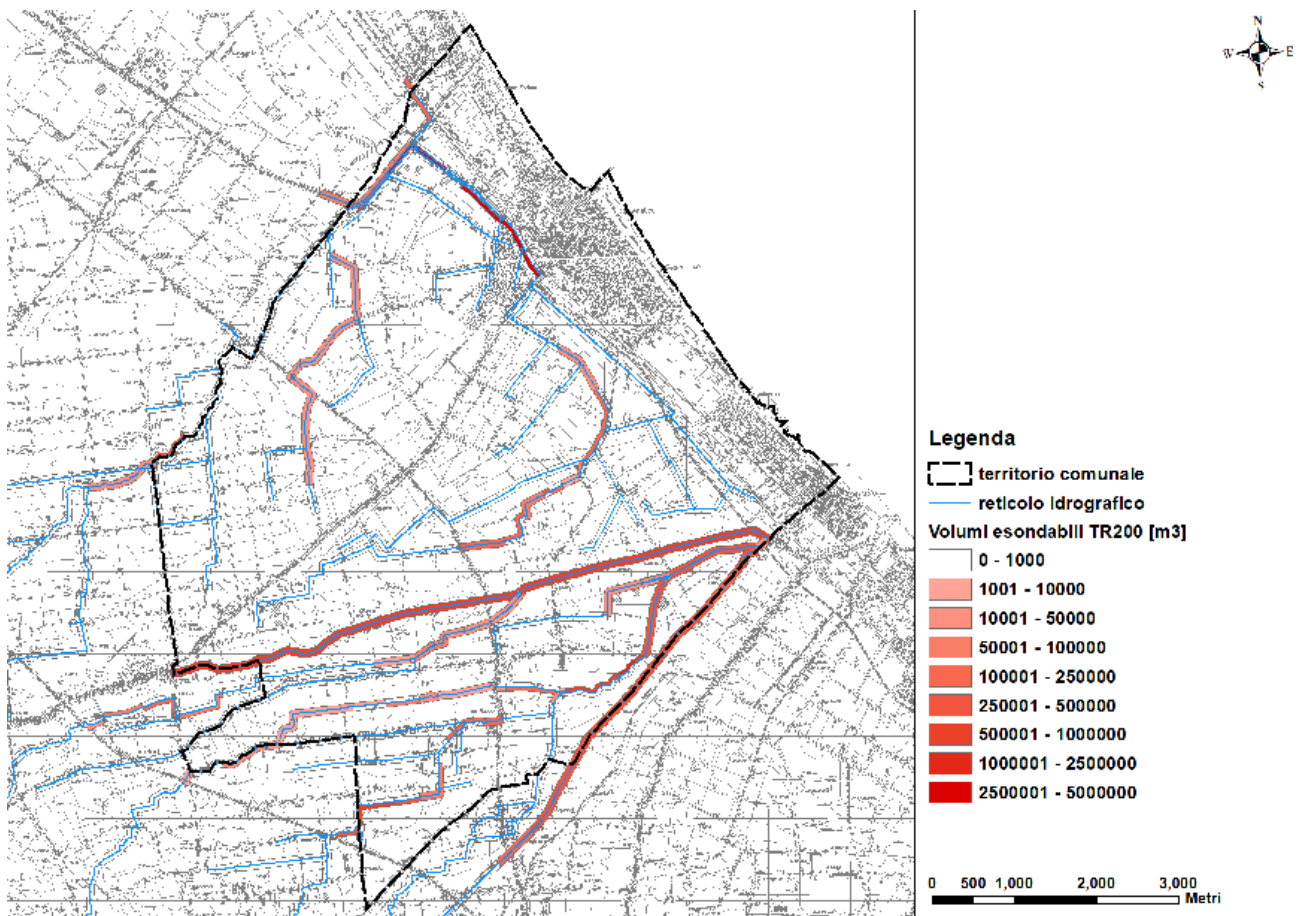 N
W E
S
Legenda
territorio comunale
reticolo idrografico
Volumi esondabili TR200 [m3]
0 - 1000
1001 - 10000
10001 - 50000
50001 - 100000
100001 - 250000
250001 - 500000
500001 - 1000000
1000001 - 2500000
2500001 - 5000000
0 500 1,000 2,000 3,000
Metri